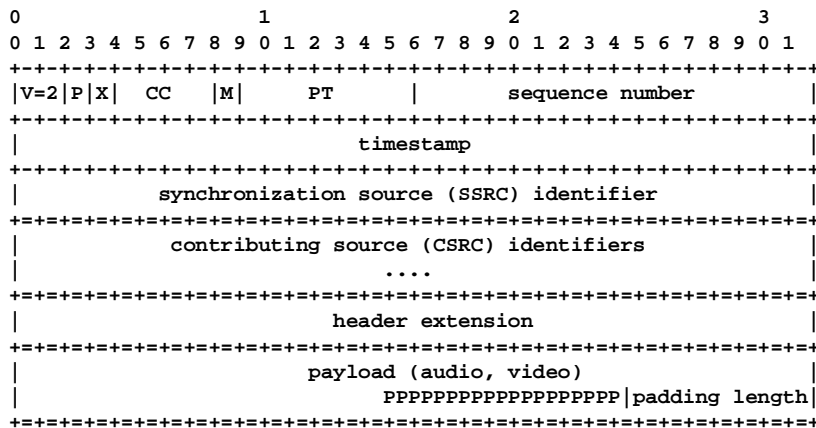 0                   1                   2                   3
0 1 2 3 4 5 6 7 8 9 0 1 2 3 4 5 6 7 8 9 0 1 2 3 4 5 6 7 8 9 0 1
+-+-+-+-+-+-+-+-+-+-+-+-+-+-+-+-+-+-+-+-+-+-+-+-+-+-+-+-+-+-+-+-+
|V=2|P|X|  CC   |M|     PT      |       sequence number         |
+-+-+-+-+-+-+-+-+-+-+-+-+-+-+-+-+-+-+-+-+-+-+-+-+-+-+-+-+-+-+-+-+
|                           timestamp                           |
+-+-+-+-+-+-+-+-+-+-+-+-+-+-+-+-+-+-+-+-+-+-+-+-+-+-+-+-+-+-+-+-+
|           synchronization source (SSRC) identifier            |
+=+=+=+=+=+=+=+=+=+=+=+=+=+=+=+=+=+=+=+=+=+=+=+=+=+=+=+=+=+=+=+=+
|            contributing source (CSRC) identifiers             |
|                             ....                              |
+=+=+=+=+=+=+=+=+=+=+=+=+=+=+=+=+=+=+=+=+=+=+=+=+=+=+=+=+=+=+=+=+
|                         header extension                      |
+=+=+=+=+=+=+=+=+=+=+=+=+=+=+=+=+=+=+=+=+=+=+=+=+=+=+=+=+=+=+=+=+
|                       payload (audio, video)                  |
|                             PPPPPPPPPPPPPPPPPPP|padding length|
+=+=+=+=+=+=+=+=+=+=+=+=+=+=+=+=+=+=+=+=+=+=+=+=+=+=+=+=+=+=+=+=+